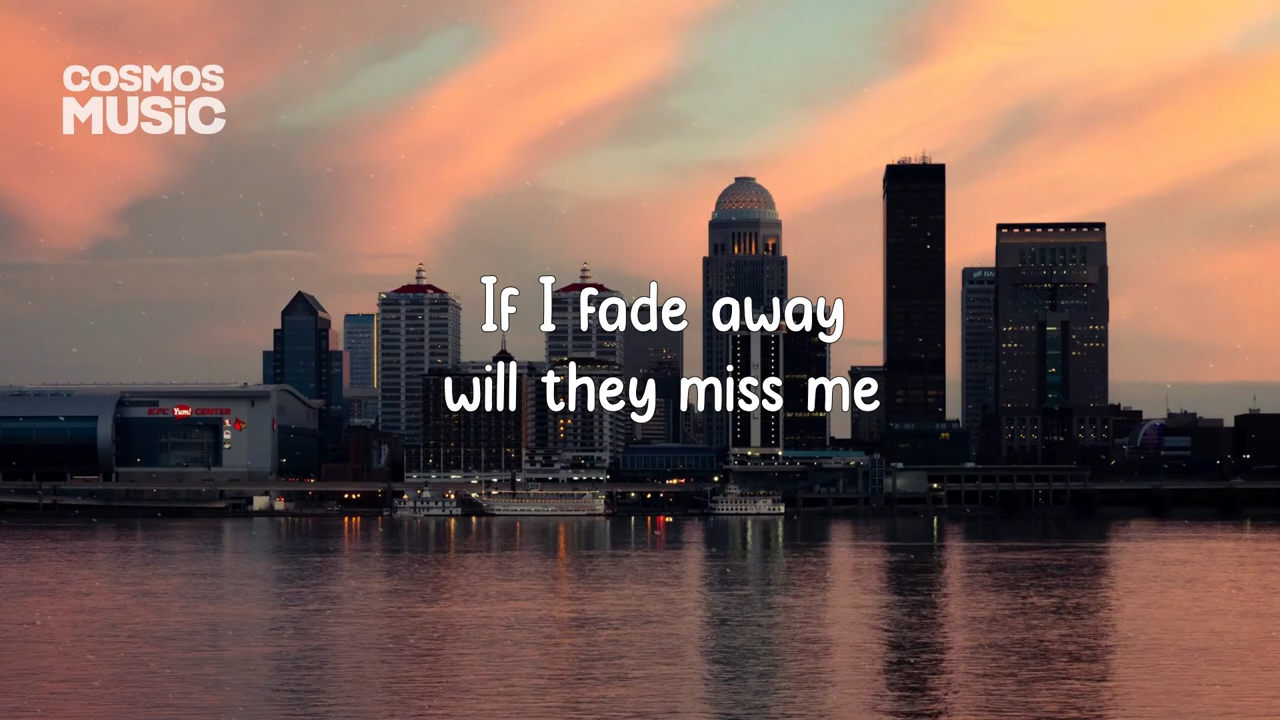 COSMOS
MUSiC
If I fade away
will they miss me
KFC Yum! CENTER